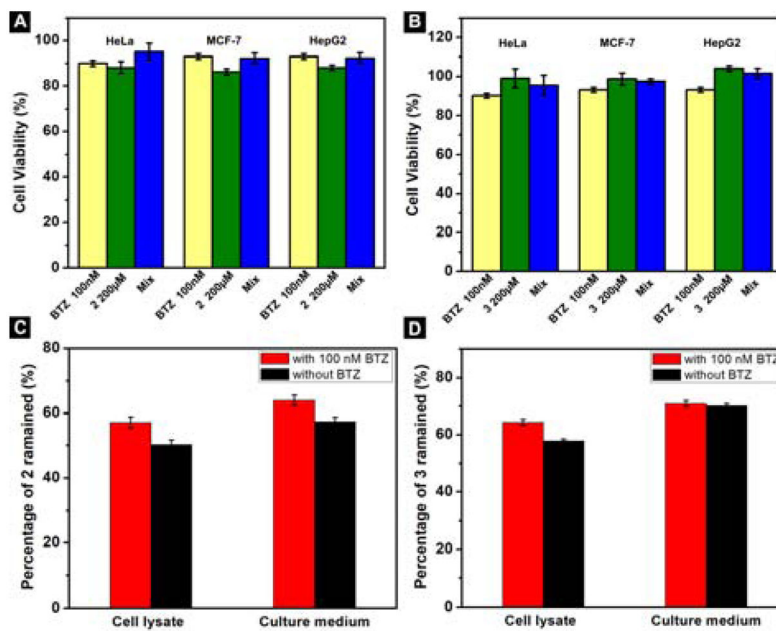 A
HeLa MCF-7 HepG2
Cell Viability (%)
100
80
60
40
20
0
BTZ 100nM 2 200μM Mix BTZ 100nM 2 200μM Mix BTZ 100nM 2 200μM Mix
B
HeLa MCF-7 HepG2
Cell Viability (%)
120
100
80
60
40
20
0
BTZ 100nM 3 200μM Mix BTZ 100nM 3 200μM Mix BTZ 100nM 3 200μM Mix
C
with 100 nM BTZ
without BTZ
Percentage of 2 ramained (%)
80
60
40
20
0
Cell lysate Culture medium
D
with 100 nM BTZ
without BTZ
Percentage of 3 remained (%)
80
60
40
20
0
Cell lysate Culture medium